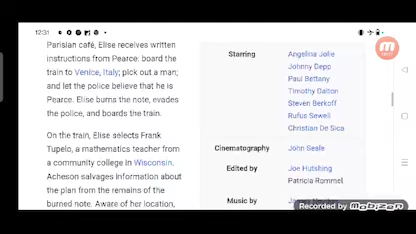 12:31
Parisian café, Elise receives written
instructions from Pearce: board the
train to Venice, Italy; pick out a man;
and let the police believe that he is
Pearce. Elise burns the note, evades
the police, and boards the train.
On the train, Elise selects Frank
Tupelo, a mathematics teacher from
a community college in Wisconsin.
Acheson salvages information about
the plan from the remains of the
burned note. Aware of her location,
Starring
Angelina Jolie
Johnny Depp
Paul Bettany
Timothy Dalton
Steven Berkoff
Rufus Sewell
Christian De Sica
Cinematography
John Seale
Edited by
Joe Hutshing
Patricia Rommel
Music by
Recorded by
mobizen